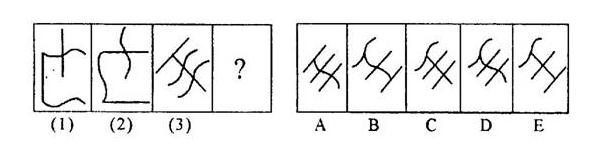 ?
(1) (2) (3) A B C D E